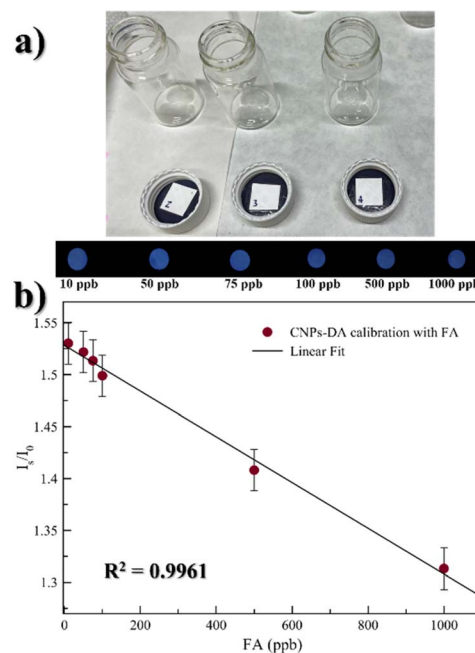 a)
2
3
4
10 ppb 50 ppb 75 ppb 100 ppb 500 ppb 1000 ppb
b)
1.55
CNPs-DA calibration with FA
Linear Fit
1.5
1.45
Is/I0
1.4
1.35
1.3
R² = 0.9961
0 200 400 600 800 1000
FA (ppb)